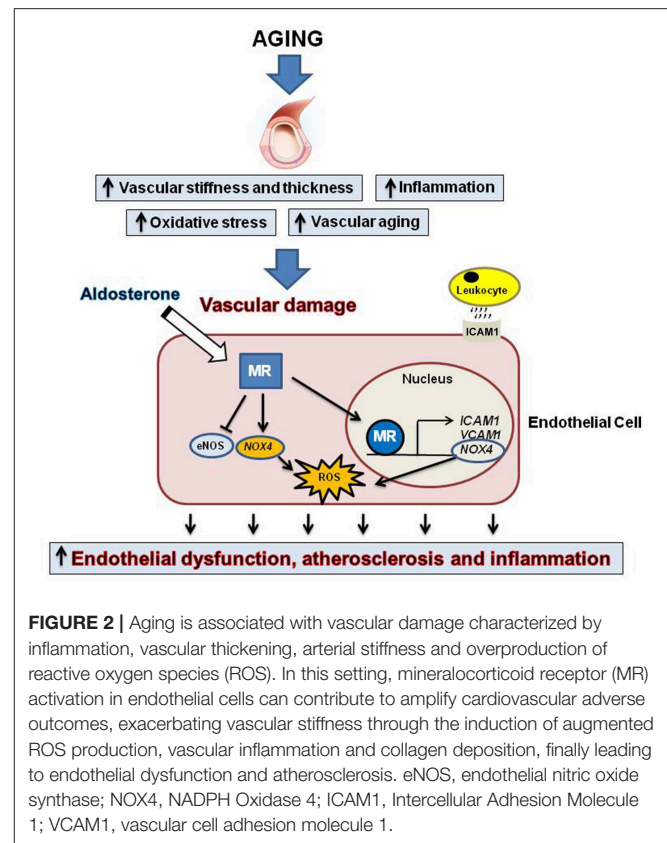 AGING
↑ Vascular stiffness and thickness
↑ Inflammation
↑ Oxidative stress
↑ Vascular aging
Aldosterone
Vascular damage
Leukocyte
ICAM1
MR
Nucleus
Endothelial Cell
ICAM1
VCAM1
NOX4
MR
eNOS
NOX4
ROS
↑ Endothelial dysfunction, atherosclerosis and inflammation
FIGURE 2 | Aging is associated with vascular damage characterized by
inflammation, vascular thickening, arterial stiffness and overproduction of
reactive oxygen species (ROS). In this setting, mineralocorticoid receptor (MR)
activation in endothelial cells can contribute to amplify cardiovascular adverse
outcomes, exacerbating vascular stiffness through the induction of augmented
ROS production, vascular inflammation and collagen deposition, finally leading
to endothelial dysfunction and atherosclerosis. eNOS, endothelial nitric oxide
synthase; NOX4, NADPH Oxidase 4; ICAM1, Intercellular Adhesion Molecule
1; VCAM1, vascular cell adhesion molecule 1.